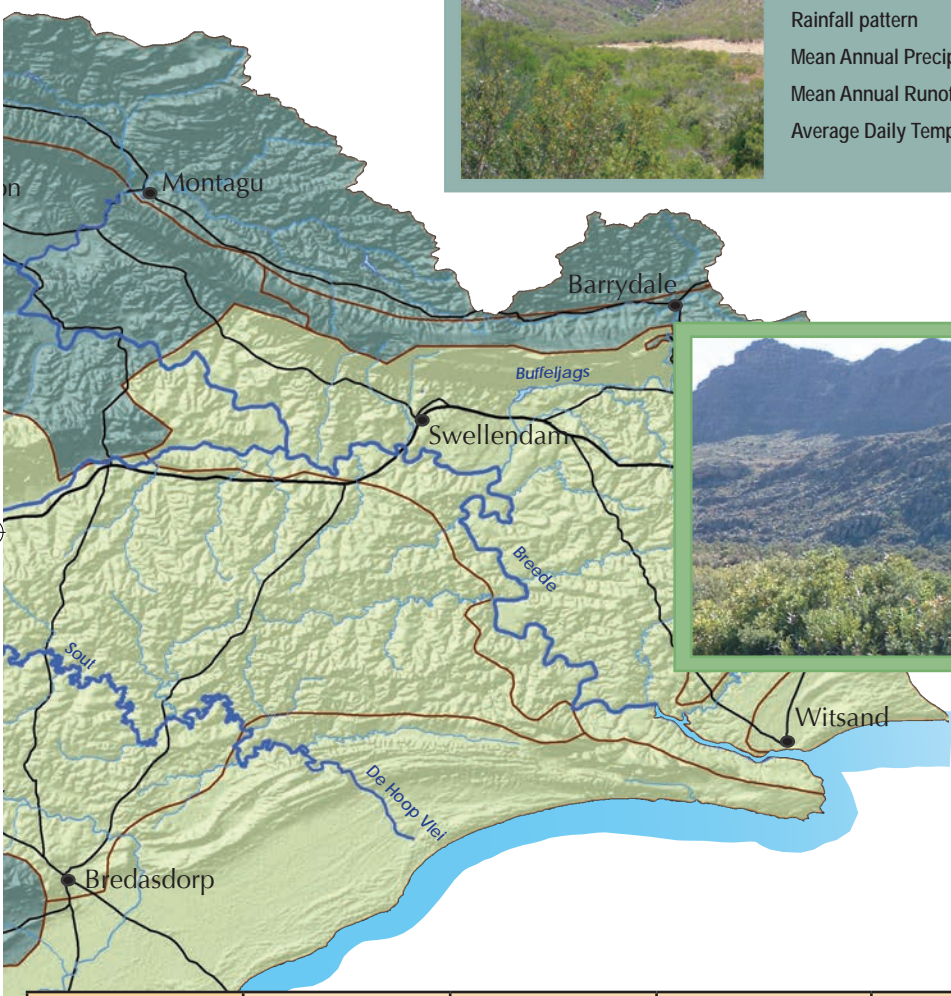 Rainfall pattern
Mean Annual Precip
Mean Annual Runof
Average Daily Temp
on
Montagu
Barrydale
Buffeljags
Swellendam
Breede
Sout
Witsand
De Hoop Vlei
Bredasdorp